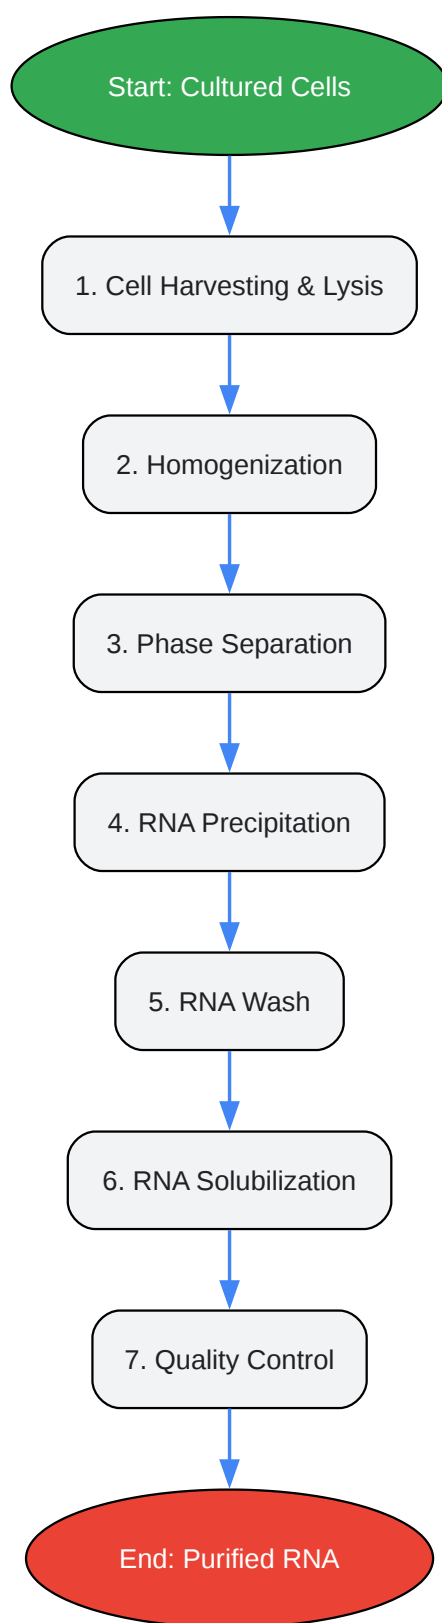 Start: Cultured Cells
1. Cell Harvesting & Lysis
2. Homogenization
3. Phase Separation
4. RNA Precipitation
5. RNA Wash
6. RNA Solubilization
7. Quality Control
End: Purified RNA